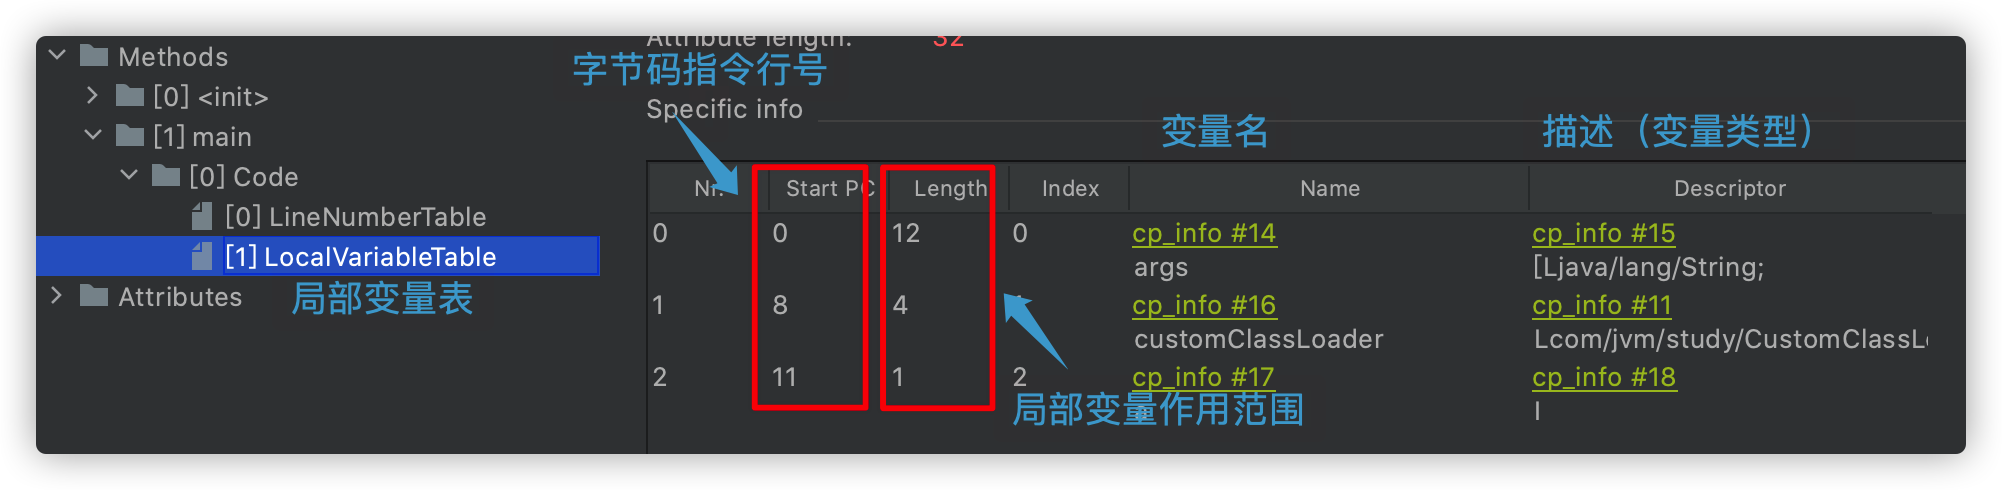 Methods
[0] <init>
[1] main
[0] Code
[0] LineNumberTable
[1] LocalVariableTable
Attributes
局部变量表
Attribute length: 32
字节码指令行号
Specific info
变量名
描述（变量类型）
Nr. Start PC Length Index Name Descriptor
0 0 12 0 cp_info #14 cp_info #15
args [Ljava/lang/String;
1 8 4 cp_info #16 cp_info #11
customClassLoader Lcom/jvm/study/CustomClassL
2 11 1 2 cp_info #17 cp_info #18
I
局部变量作用范围